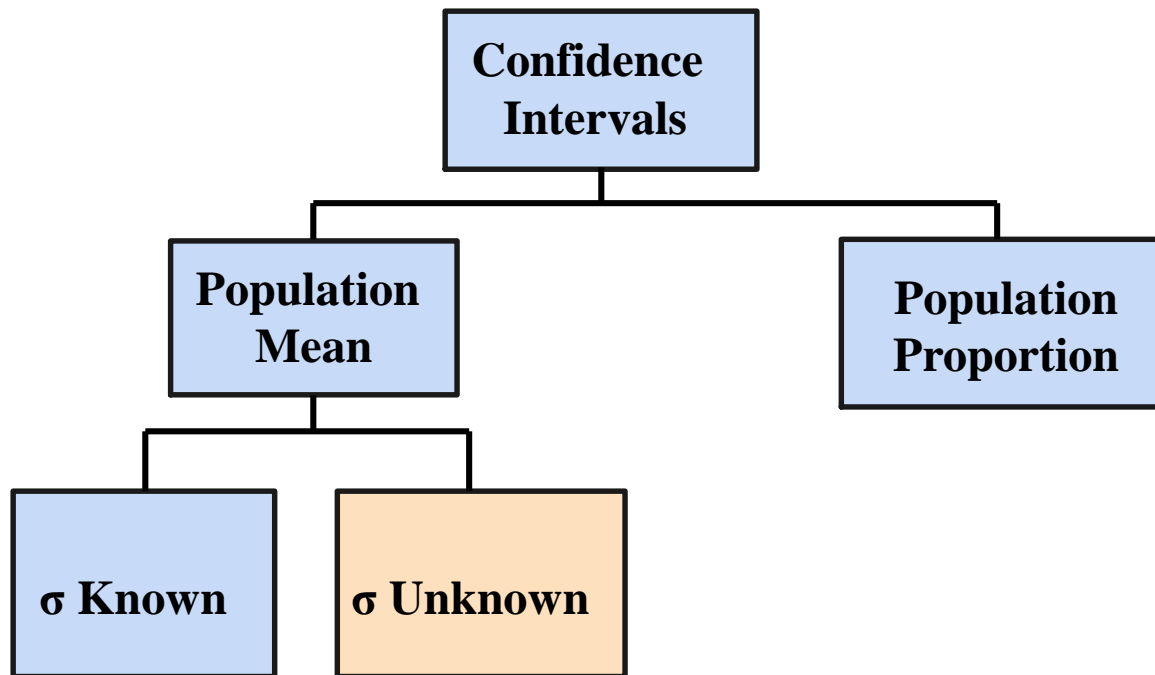 Confidence
Intervals
Population
Mean
Population
Proportion
σ Known
σ Unknown